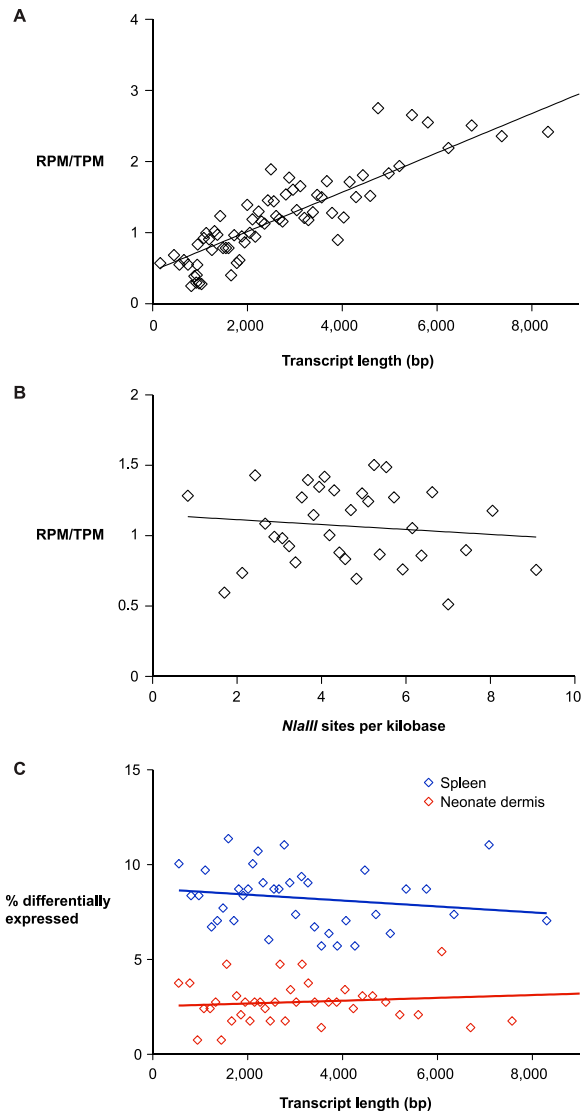 A
4
3
RPM/TPM
2
1
0
0 2,000 4,000 6,000 8,000
Transcript length (bp)
B
2
1.5
RPM/TPM
1
0.5
0
0 2 4 6 8 10
NlaIII sites per kilobase
C
15
Spleen
Neonate dermis
10
% differentially
expressed
5
0
0 2,000 4,000 6,000 8,000
Transcript length (bp)